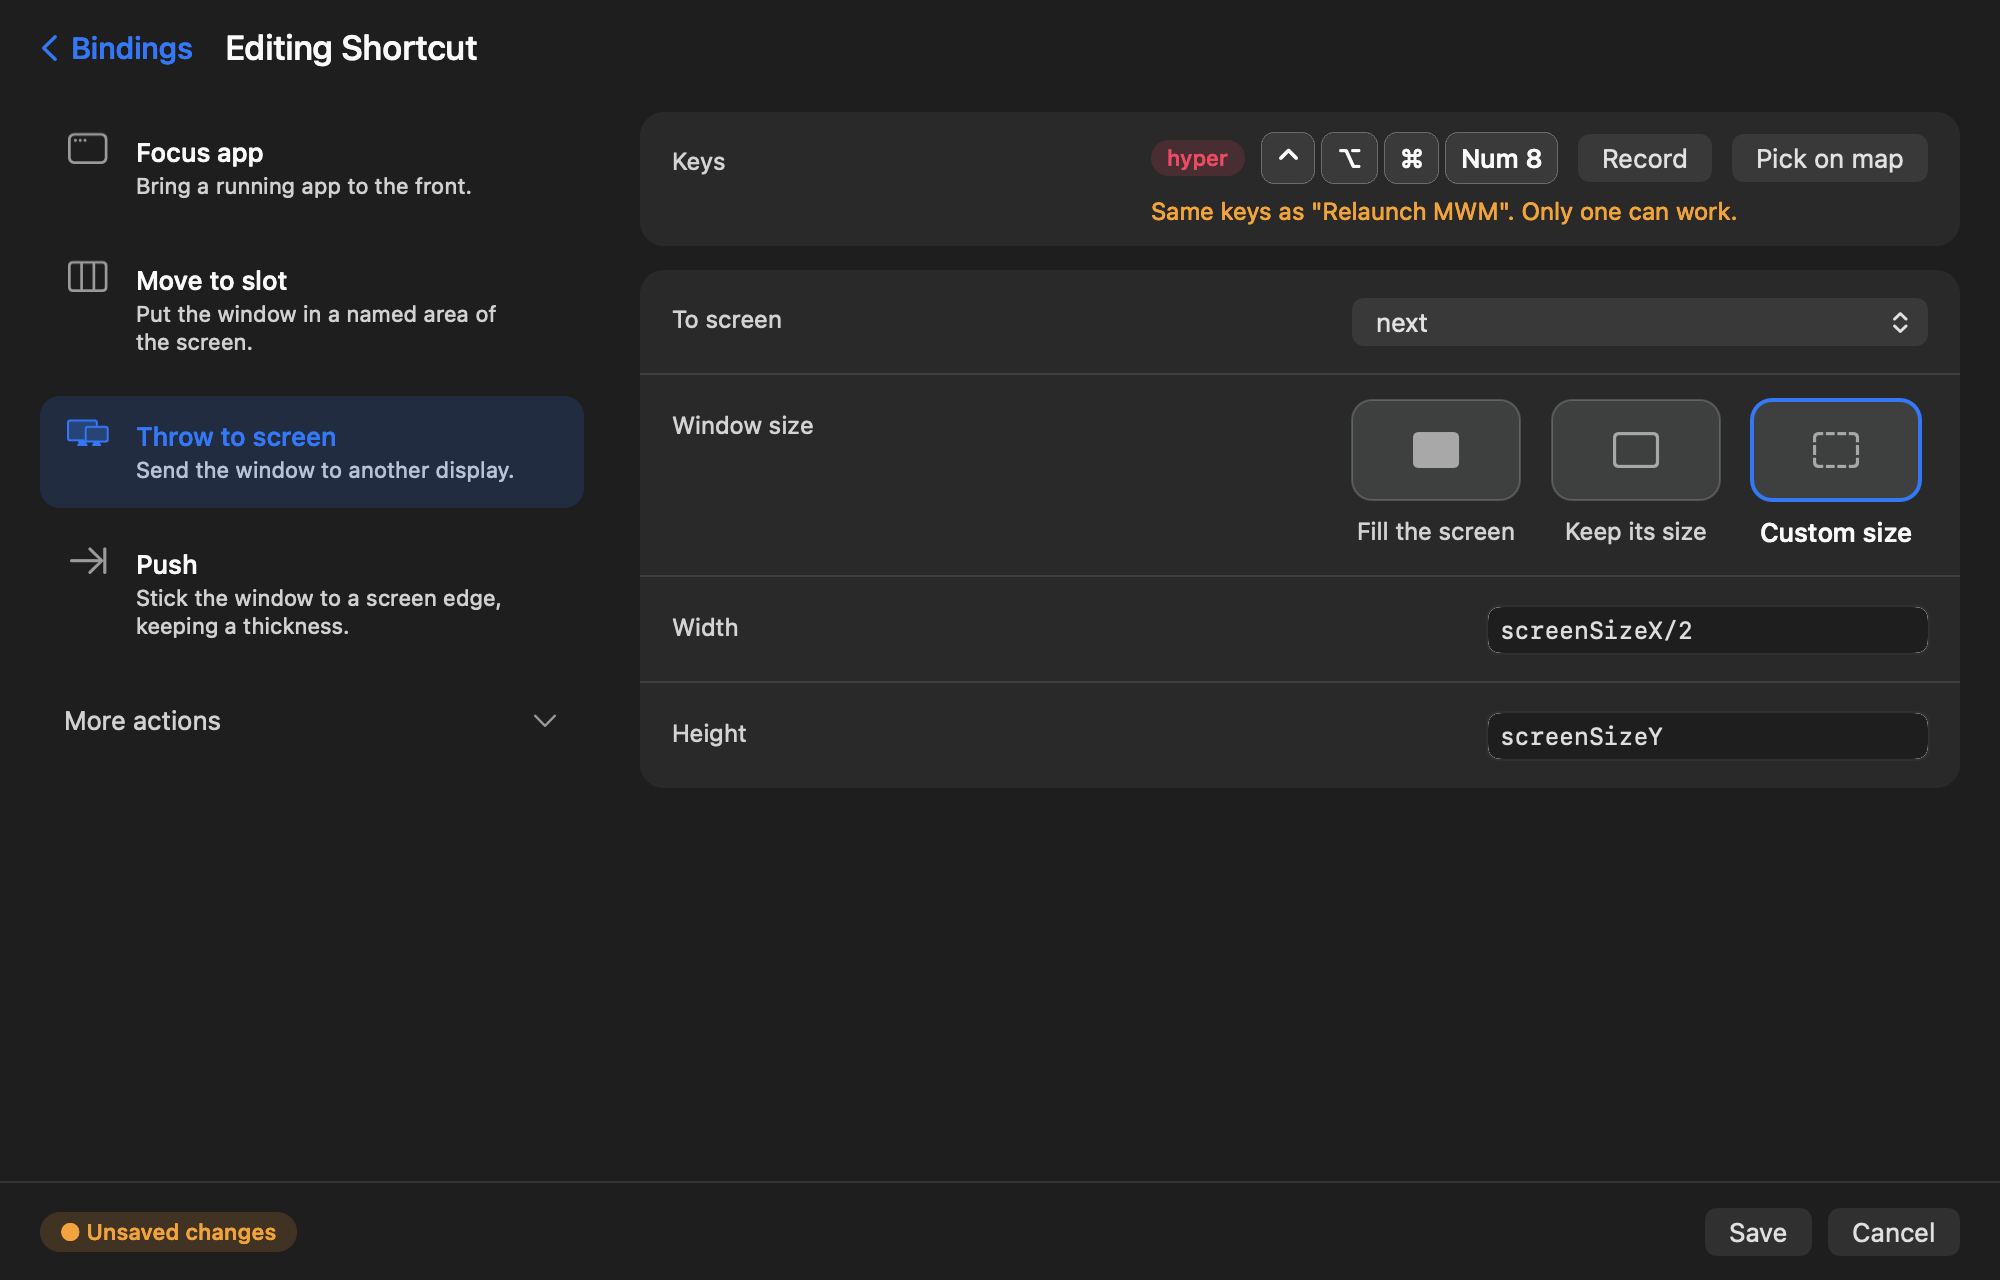 Bindings Editing Shortcut
Focus app
Bring a running app to the front.
Move to slot
Put the window in a named area of
the screen.
Throw to screen
Send the window to another display.
Push
Stick the window to a screen edge,
keeping a thickness.
More actions
Keys hyper ^ ⌥ ⌘ Num 8 Record Pick on map
Same keys as "Relaunch MWM". Only one can work.
To screen next
Window size
Fill the screen Keep its size Custom size
Width screenSizeX/2
Height screenSizeY
Unsaved changes Save Cancel